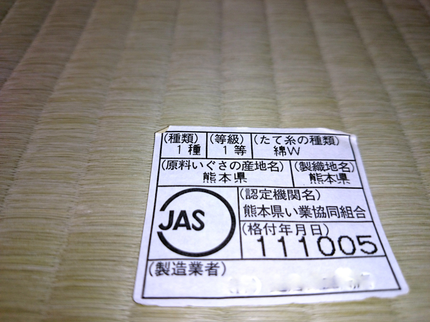 (種類) (等級) (たて糸の種類)
1種 1等 綿W
(原料いぐさの産地名) (製織地名)
熊本県 熊本県
JAS
(認定機関名)
熊本県い業協同組合
(格付年月日)
111005
(製造業者)